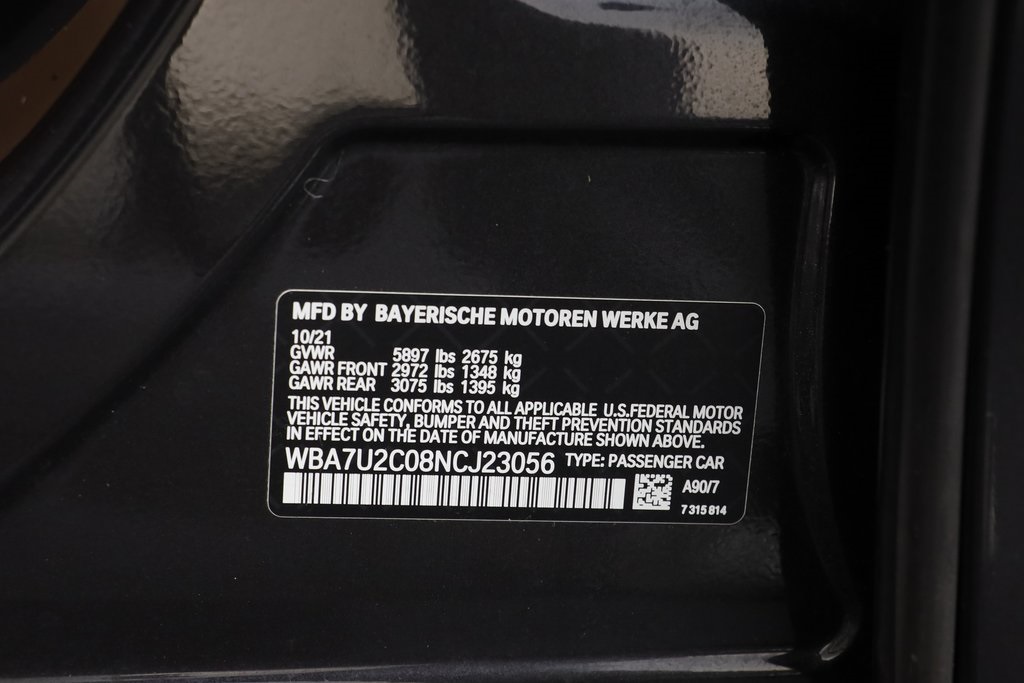 MFD BY BAYERISCHE MOTOREN WERKE AG
10/21
GVWR 5897 lbs 2675 kg
GAWR FRONT 2972 lbs 1348 kg
GAWR REAR 3075 lbs 1395 kg
THIS VEHICLE CONFORMS TO ALL APPLICABLE U.S.FEDERAL MOTOR
VEHICLE SAFETY, BUMPER AND THEFT PREVENTION STANDARDS
IN EFFECT ON THE DATE OF MANUFACTURE SHOWN ABOVE.
WBA7U2C08NCJ23056 TYPE: PASSENGER CAR
A90/7
7 315 814